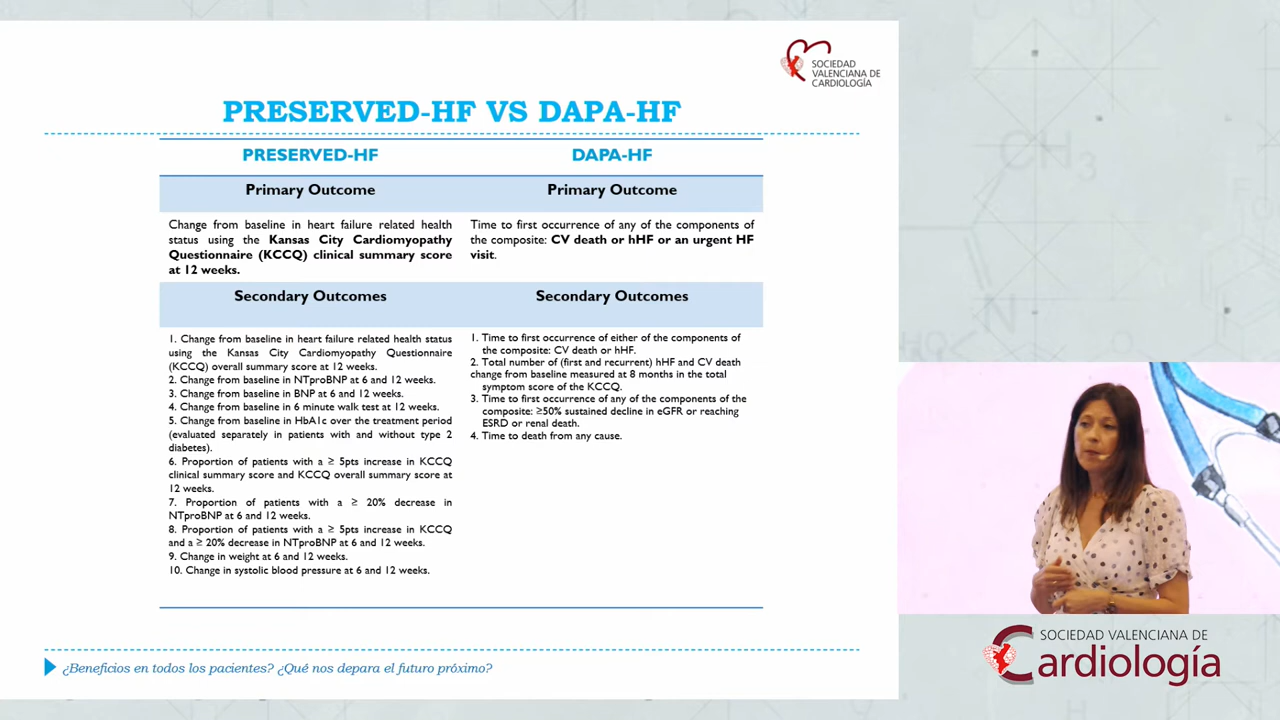 SOCIEDAD
VALENCIANA DE
CARDIOLOGÍA
PRESERVED-HF VS DAPA-HF
PRESERVED-HF
DAPA-HF
Primary Outcome
Primary Outcome
Change from baseline in heart failure related health
status using the Kansas City Cardiomyopathy
Questionnaire (KCCQ) clinical summary score
at 12 weeks.
Time to first occurrence of any of the components of
the composite: CV death or hHF or an urgent HF
visit.
Secondary Outcomes
Secondary Outcomes
1. Change from baseline in heart failure related health status
using the Kansas City Cardiomyopathy Questionnaire
(KCCQ) overall summary score at 12 weeks.
2. Change from baseline in NTproBNP at 6 and 12 weeks.
3. Change from baseline in BNP at 6 and 12 weeks.
4. Change from baseline in 6 minute walk test at 12 weeks.
5. Change from baseline in HbA1c over the treatment period
(evaluated separately in patients with and without type 2
diabetes).
6. Proportion of patients with a ≥ 5pts increase in KCCQ
clinical summary score and KCCQ overall summary score at
12 weeks.
7. Proportion of patients with a ≥ 20% decrease in
NTproBNP at 6 and 12 weeks.
8. Proportion of patients with a ≥ 5pts increase in KCCQ
and a ≥ 20% decrease in NTproBNP at 6 and 12 weeks.
9. Change in weight at 6 and 12 weeks.
10. Change in systolic blood pressure at 6 and 12 weeks.
1. Time to first occurrence of either of the components of
the composite: CV death or hHF.
2. Total number of (first and recurrent) hHF and CV death
change from baseline measured at 8 months in the total
symptom score of the KCCQ.
3. Time to first occurrence of any of the components of the
composite: ≥50% sustained decline in eGFR or reaching
ESRD or renal death.
4. Time to death from any cause.
¿Beneficios en todos los pacientes? ¿Qué nos depara el futuro próximo?
CH3
N
HO
SOCIEDAD VALENCIANA DE
Cardiología